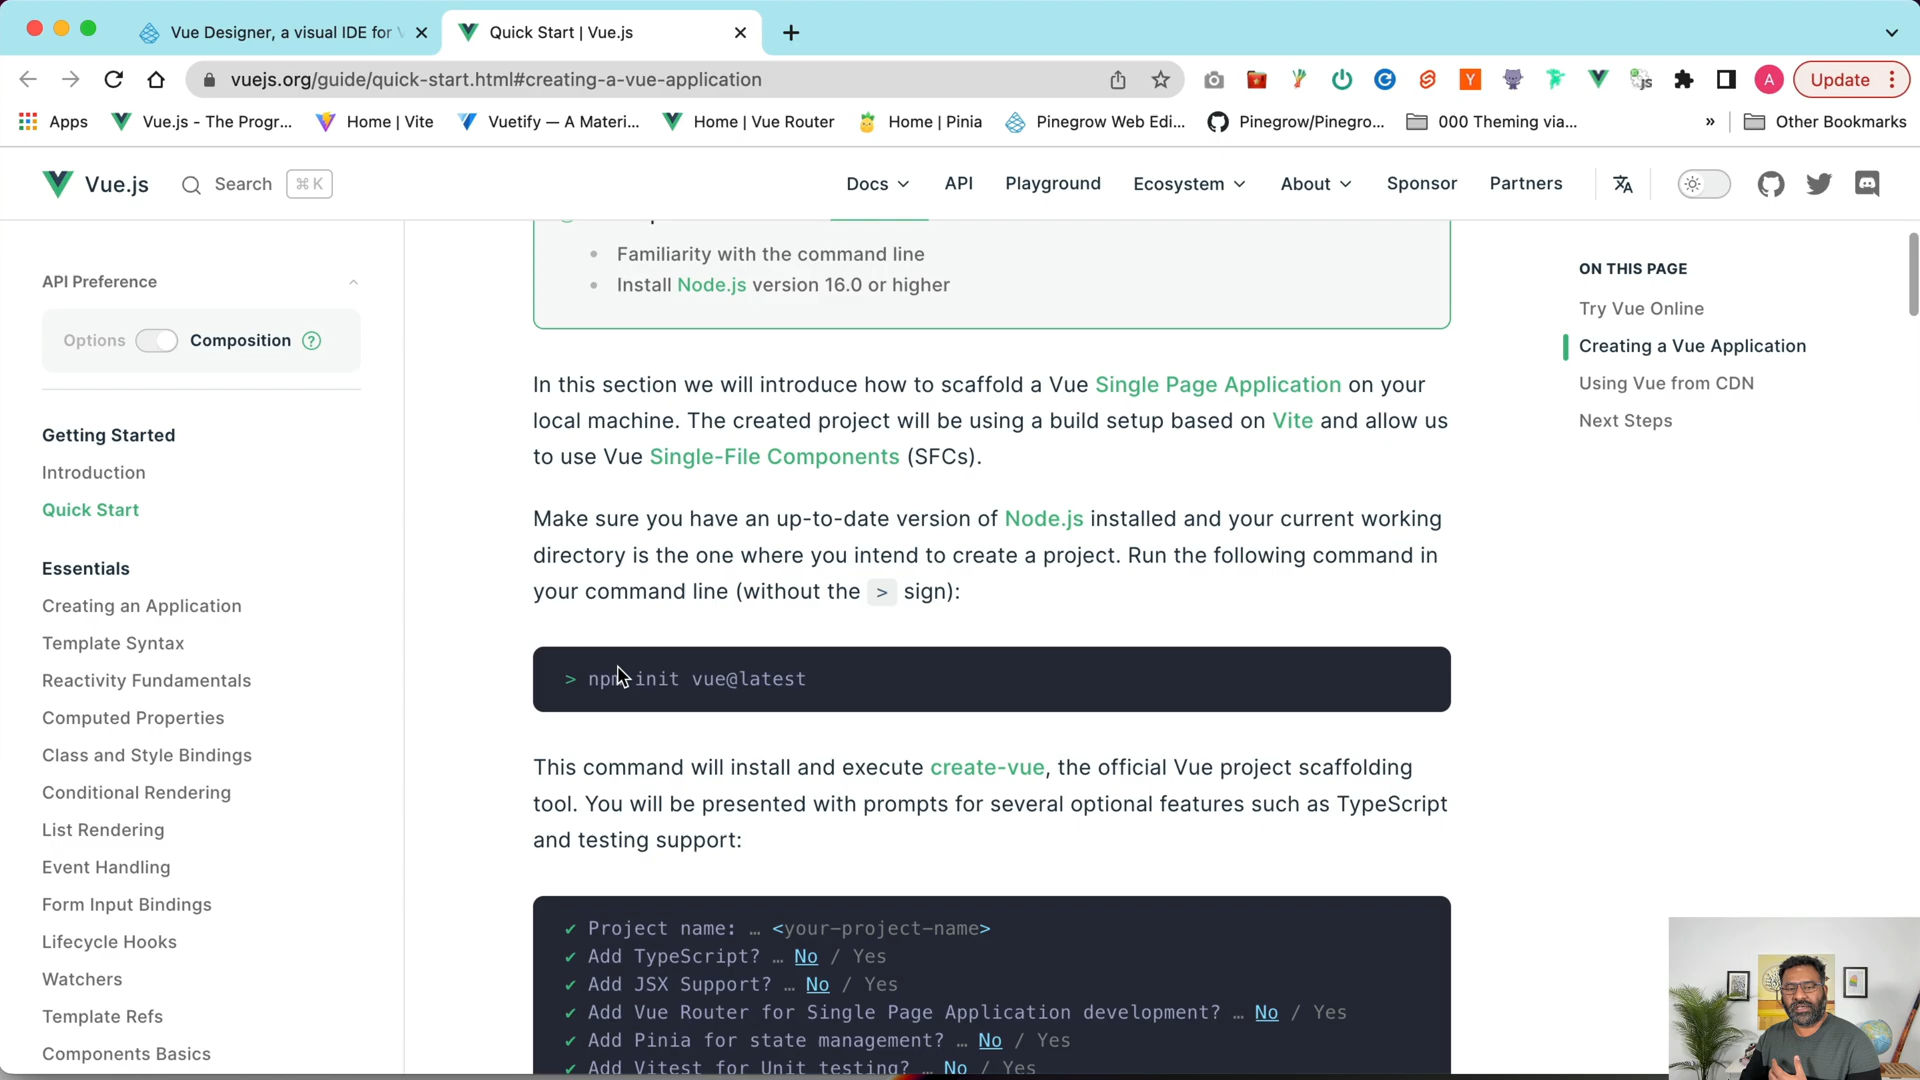 Vue Designer, a visual IDE for V
Quick Start | Vue.js
vuejs.org/guide/quick-start.html#creating-a-vue-application
Y
JS
A
Update
Apps
Vue.js - The Progr...
Home | Vite
Vuetify — A Materi...
Home | Vue Router
Home | Pinia
Pinegrow Web Edi...
Pinegrow/Pinegro...
000 Theming via...
»
Other Bookmarks
Vue.js
Search
⌘ K
Docs
API
Playground
Ecosystem
About
Sponsor
Partners
API Preference
Options
Composition
?
Getting Started
Introduction
Quick Start
Essentials
Creating an Application
Template Syntax
Reactivity Fundamentals
Computed Properties
Class and Style Bindings
Conditional Rendering
List Rendering
Event Handling
Form Input Bindings
Lifecycle Hooks
Watchers
Template Refs
Components Basics
• Familiarity with the command line
• Install Node.js version 16.0 or higher
In this section we will introduce how to scaffold a Vue Single Page Application on your
local machine. The created project will be using a build setup based on Vite and allow us
to use Vue Single-File Components (SFCs).
Make sure you have an up-to-date version of Node.js installed and your current working
directory is the one where you intend to create a project. Run the following command in
your command line (without the > sign):
> npm init vue@latest
This command will install and execute create-vue, the official Vue project scaffolding
tool. You will be presented with prompts for several optional features such as TypeScript
and testing support:
✔ Project name: … <your-project-name>
✔ Add TypeScript? … No / Yes
✔ Add JSX Support? … No / Yes
✔ Add Vue Router for Single Page Application development? … No / Yes
✔ Add Pinia for state management? … No / Yes
✔ Add Vitest for Unit testing? … No / Yes
ON THIS PAGE
Try Vue Online
Creating a Vue Application
Using Vue from CDN
Next Steps